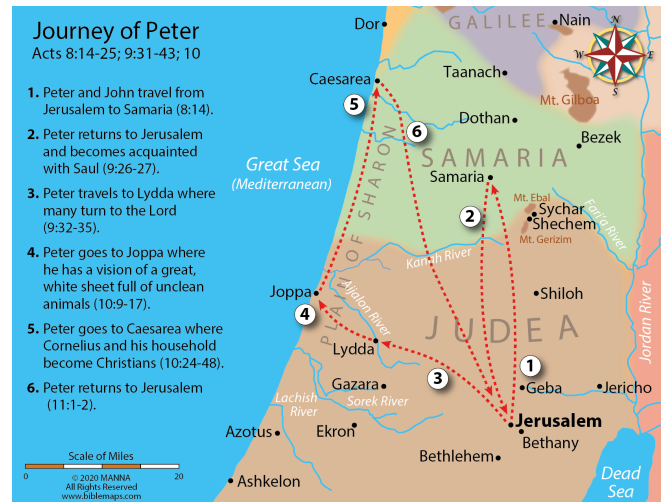 Journey of Peter
Acts 8:14-25; 9:31-43; 10
1. Peter and John travel from
Jerusalem to Samaria (8:14).
2. Peter returns to Jerusalem
and becomes acquainted
with Saul (9:26-27).
3. Peter travels to Lydda where
many turn to the Lord
(9:32-35).
4. Peter goes to Joppa where
he has a vision of a great,
white sheet full of unclean
animals (10:9-17).
5. Peter goes to Caesarea where
Cornelius and his household
become Christians (10:24-48).
6. Peter returns to Jerusalem
(11:1-2).
Scale of Miles
0
20
© 2020 MANNA
All Rights Reserved
www.biblemaps.com
Dor
GALILEE
Nain
N
W
E
S
Caesarea
Taanach
Mt. Gilboa
5
6
Dothan
Bezek
Great Sea
(Mediterranean)
PLAIN OF SHARON
SAMARIA
Samaria
Mt. Ebal
2
Sychar
Shechem
Mt. Gerizim
Fari'a River
Kanah River
Joppa
4
Aijalon River
Shiloh
JUDEA
Jordan River
Lydda
3
1
Gazara
Geba
Jericho
Lachish
River
Sorek River
Azotus
Ekron
Jerusalem
Bethany
Bethlehem
Ashkelon
Dead
Sea